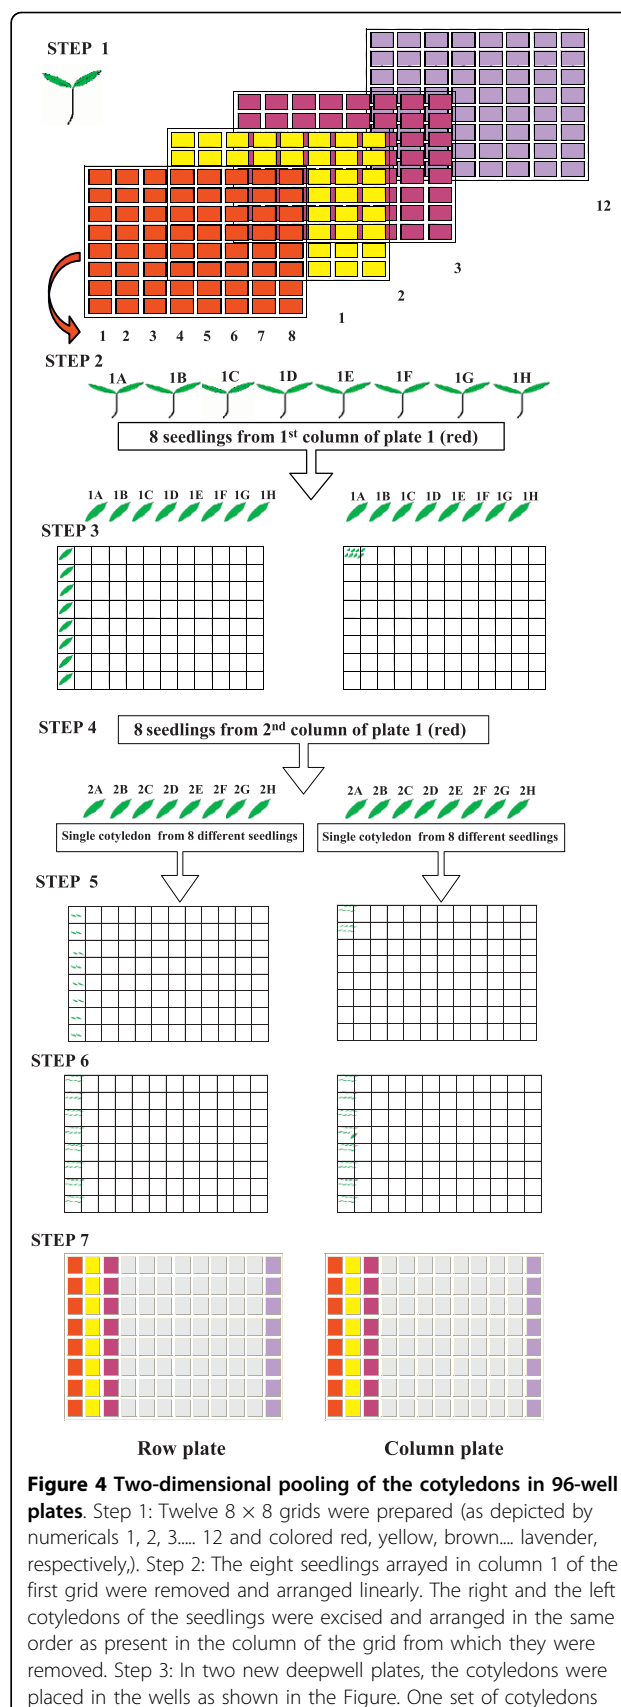 STEP 1
12
3
2
1
1 2 3 4 5 6 7 8
STEP 2
1A 1B 1C 1D 1E 1F 1G 1H
8 seedlings from 1st column of plate 1 (red)
1A 1B 1C 1D 1E 1F 1G 1H
1A 1B 1C 1D 1E 1F 1G 1H
STEP 3
STEP 4
8 seedlings from 2nd column of plate 1 (red)
2A 2B 2C 2D 2E 2F 2G 2H
2A 2B 2C 2D 2E 2F 2G 2H
Single cotyledon from 8 different seedlings
Single cotyledon from 8 different seedlings
STEP 5
STEP 6
STEP 7
Row plate
Column plate
Figure 4 Two-dimensional pooling of the cotyledons in 96-well
plates. Step 1: Twelve 8 × 8 grids were prepared (as depicted by
numericals 1, 2, 3..... 12 and colored red, yellow, brown.... lavender,
respectively,). Step 2: The eight seedlings arrayed in column 1 of the
first grid were removed and arranged linearly. The right and the left
cotyledons of the seedlings were excised and arranged in the same
order as present in the column of the grid from which they were
removed. Step 3: In two new deepwell plates, the cotyledons were
placed in the wells as shown in the Figure. One set of cotyledons